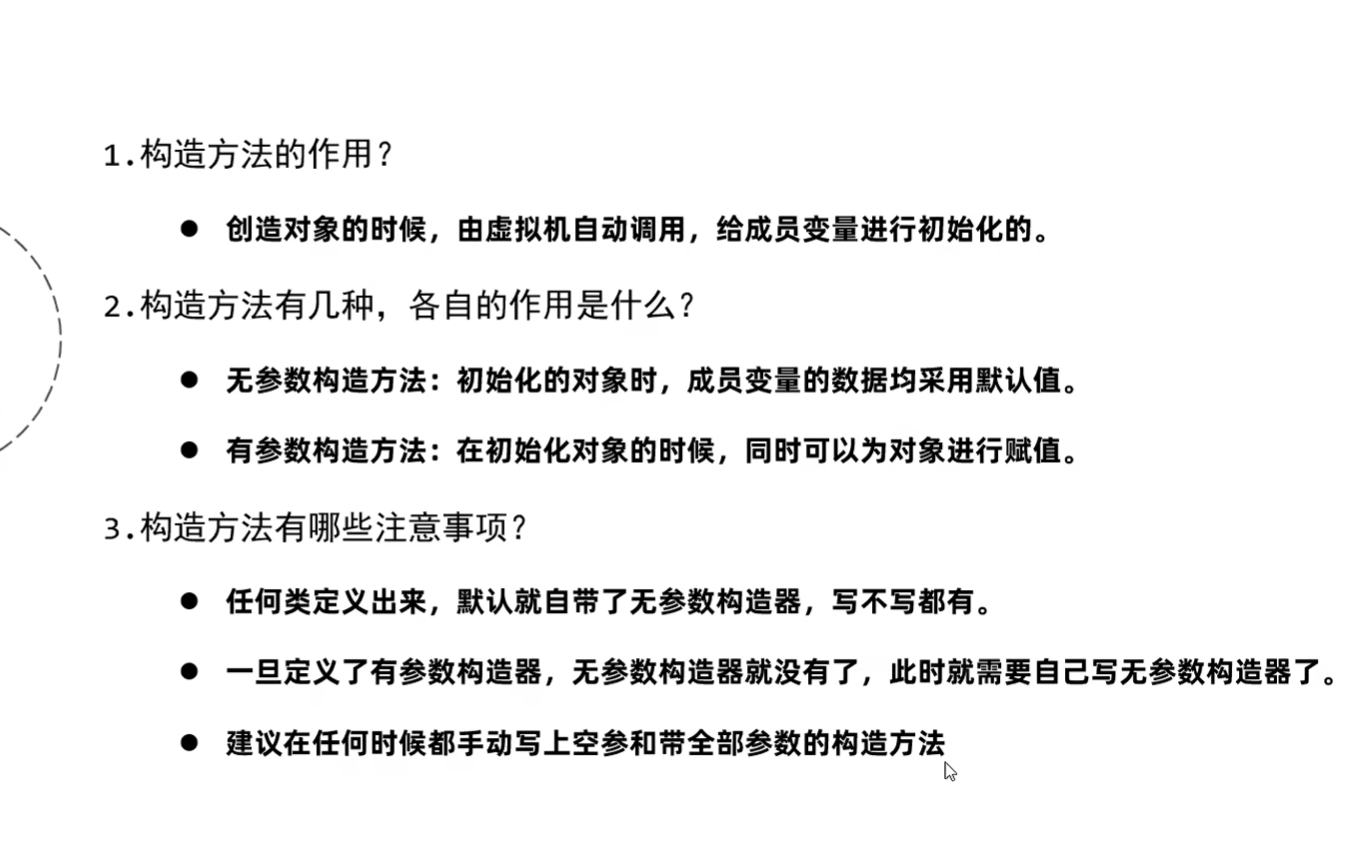 1.构造方法的作用？
● 创造对象的时候，由虚拟机自动调用，给成员变量进行初始化的。
2.构造方法有几种，各自的作用是什么？
● 无参数构造方法：初始化的对象时，成员变量的数据均采用默认值。
● 有参数构造方法：在初始化对象的时候，同时可以为对象进行赋值。
3.构造方法有哪些注意事项？
● 任何类定义出来，默认就自带了无参数构造器，写不写都有。
● 一旦定义了有参数构造器，无参数构造器就没有了，此时就需要自己写无参数构造器了。
● 建议在任何时候都手动写上空参和带全部参数的构造方法